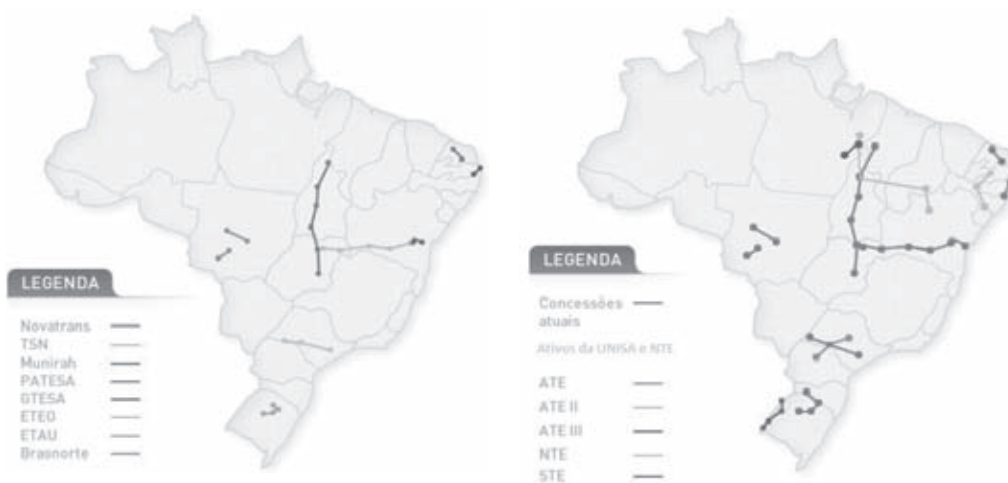 LEGENDA
Novatrans
TSN
Munirah
PATESA
GTESA
ETEO
ETAU
Brasnorte
LEGENDA
Concessões
atuais
Ativos da UNISA e NTE
ATE
ATE II
ATE III
NTE
STE